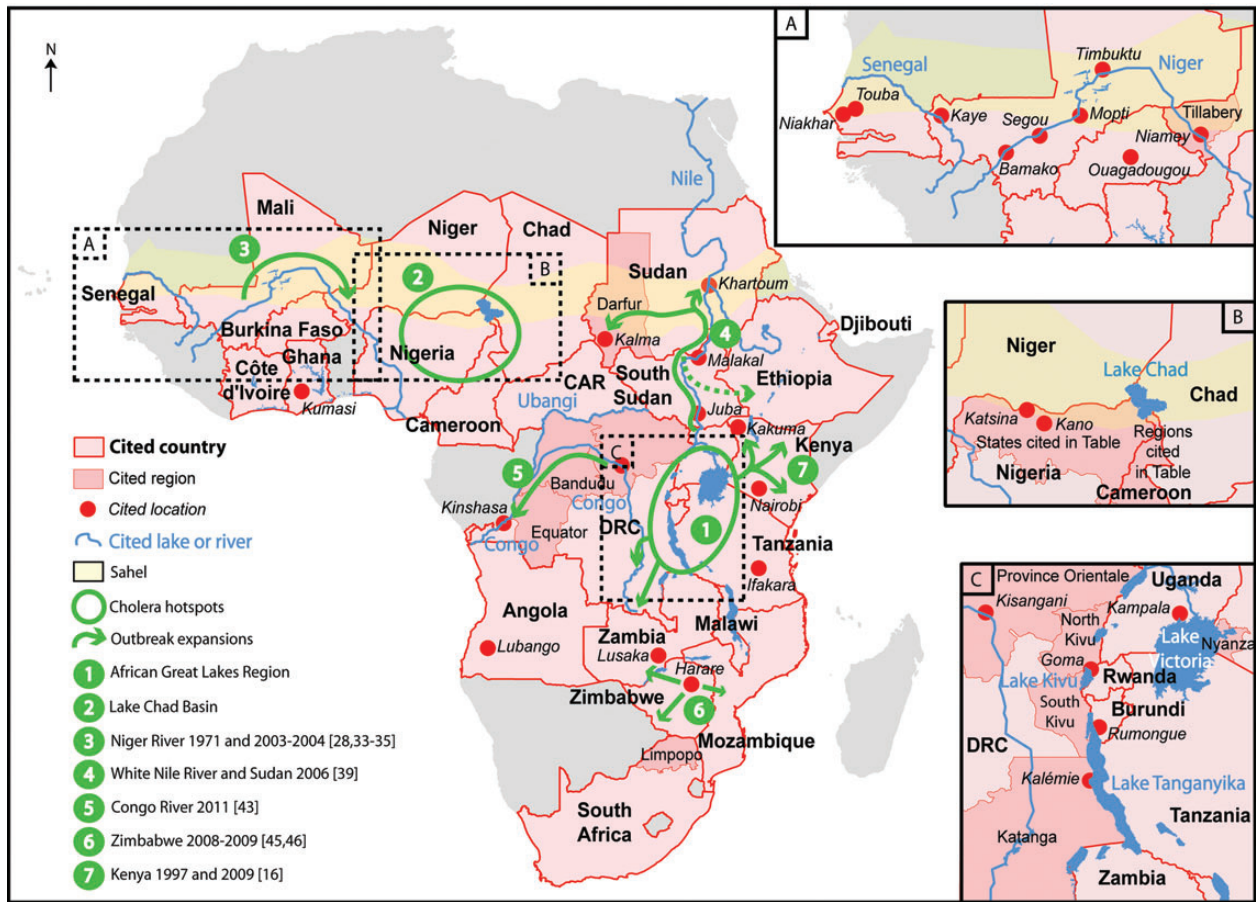 N
A
Senegal
Touba
Niakhar
Kaye
Segou
Bamako
Timbuktu
Niger
Mopti
Tillabery
Niamey
Ouagadougou
Nile
Mali
Niger
Chad
A
3
2
B
Sudan
Khartoum
Senegal
Darfur
Burkina Faso
Kalma
4
Djibouti
Ghana
Nigeria
Malakal
Côte
d'Ivoire
CAR
South
Sudan
Ethiopia
Kumasi
Ubangi
Juba
Cameroon
Kakuma
C
Kenya
5
7
Bandudu
Congo
Nairobi
Kinshasa
Equator
DRC
1
Congo
Tanzania
Ifakara
Angola
Malawi
Zambia
Lubango
Lusaka
Harare
Zimbabwe
6
Mozambique
Limpopo
South
Africa
Cited country
Cited region
Cited location
Cited lake or river
Sahel
Cholera hotspots
Outbreak expansions
1 African Great Lakes Region
2 Lake Chad Basin
3 Niger River 1971 and 2003-2004 [28,33-35]
4 White Nile River and Sudan 2006 [39]
5 Congo River 2011 [43]
6 Zimbabwe 2008-2009 [45,46]
7 Kenya 1997 and 2009 [16]
B
Niger
Lake Chad
Chad
Katsina
Kano
States cited in Table
Regions
cited
in Table
Nigeria
Cameroon
C
Province Orientale
Uganda
Kisangani
Kampala
North
Kivu
Lake
Victoria
Nyanza
Goma
Rwanda
Lake Kivu
South
Kivu
Burundi
DRC
Rumongue
Kalémie
Lake Tanganyika
Tanzania
Katanga
Zambia